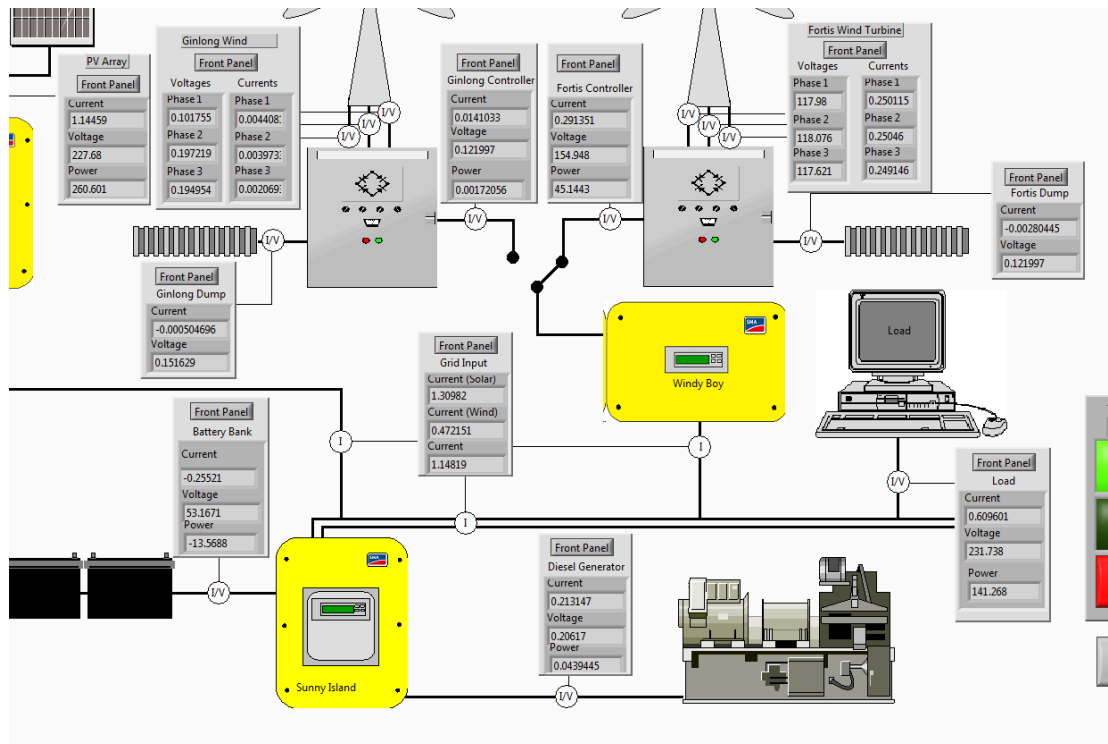 PV Array
Front Panel
Current
1.14459
Voltage
227.68
Power
260.601
Ginlong Wind
Front Panel
Voltages Currents
Phase 1 Phase 1
0.101755 0.004408
Phase 2 Phase 2
0.197219 0.003973
Phase 3 Phase 3
0.194954 0.002069
I/V
I/V
I/V
Front Panel
Ginlong Controller
Current
0.0141033
Voltage
0.121997
Power
0.00172056
I/V
Front Panel
Fortis Controller
Current
0.291351
Voltage
154.948
Power
45.1443
I/V
Fortis Wind Turbine
Front Panel
Voltages Currents
Phase 1 Phase 1
117.98 0.250115
Phase 2 Phase 2
118.076 0.25046
Phase 3 Phase 3
117.621 0.249146
I/V
I/V
I/V
Front Panel
Fortis Dump
Current
-0.00280445
Voltage
0.121997
I/V
I/V
Front Panel
Ginlong Dump
Current
-0.000504696
Voltage
0.151629
Front Panel
Grid Input
Current (Solar)
1.30982
Current (Wind)
0.472151
Current
1.14819
I
I
I
SMA
Windy Boy
Load
I/V
Front Panel
Load
Current
0.609601
Voltage
231.738
Power
141.268
Front Panel
Battery Bank
Current
-0.25521
Voltage
53.1671
Power
-13.5688
I/V
SMA
Sunny Island
Front Panel
Diesel Generator
Current
0.213147
Voltage
0.20617
Power
0.0439445
I/V